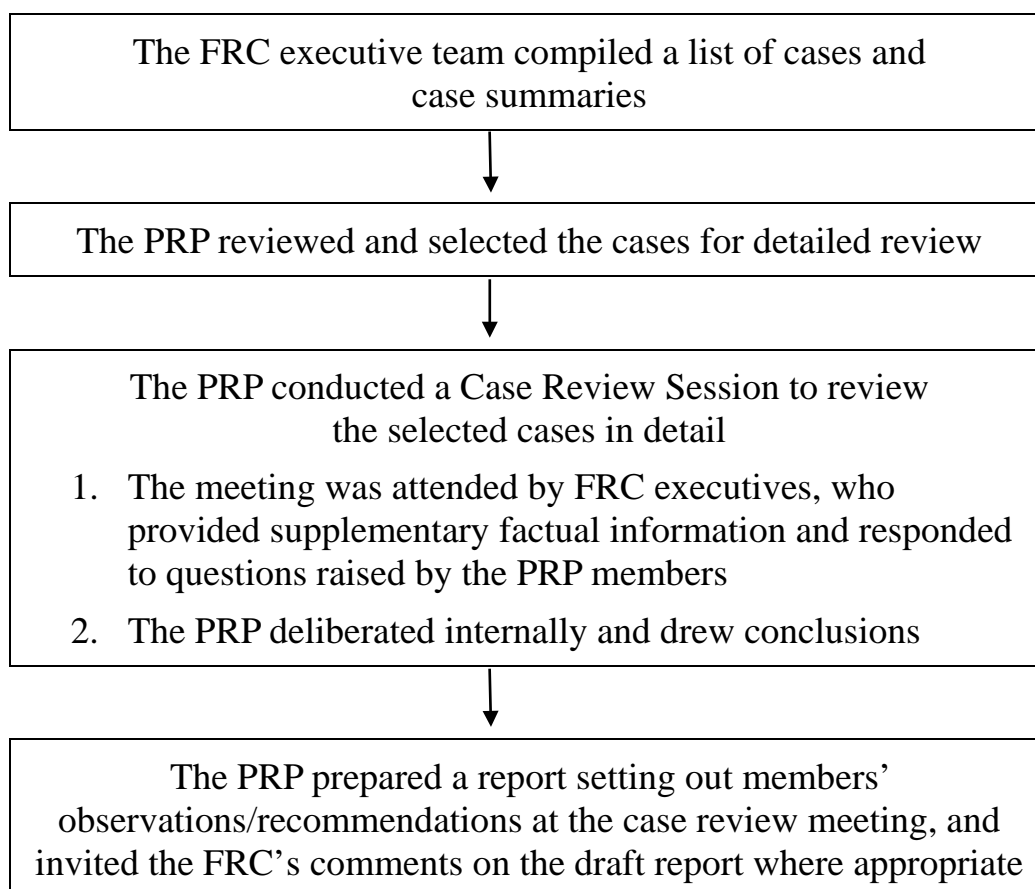 The FRC executive team compiled a list of cases and
case summaries
The PRP reviewed and selected the cases for detailed review
The PRP conducted a Case Review Session to review
the selected cases in detail
1. The meeting was attended by FRC executives, who
provided supplementary factual information and responded
to questions raised by the PRP members
2. The PRP deliberated internally and drew conclusions
The PRP prepared a report setting out members’
observations/recommendations at the case review meeting, and
invited the FRC’s comments on the draft report where appropriate